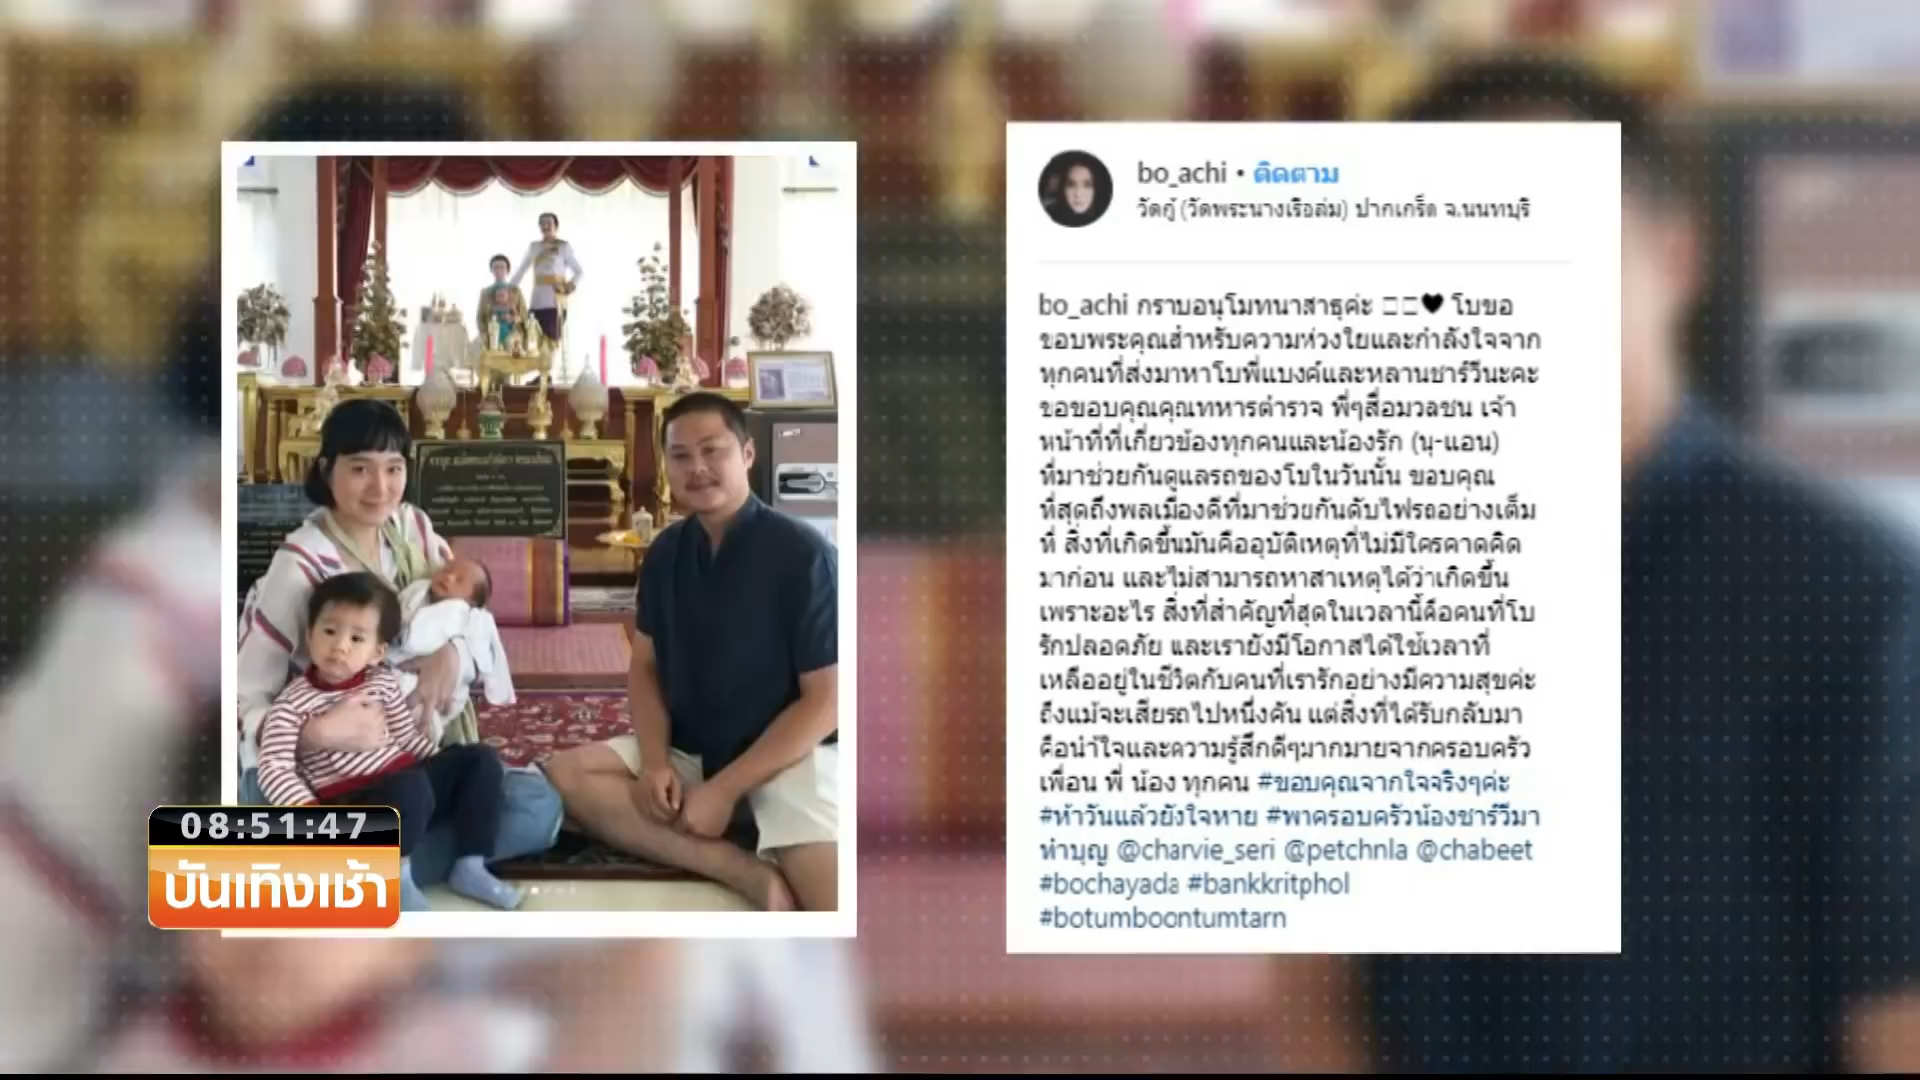 bo_achi • ติดตาม
วัดกู้ (วัดพระนางเรือล่ม) ปากเกร็ด จ.นนทบุรี
bo_achi กราบอนุโมทนาสาธุค่ะ □□♥ โบขอ
ขอบพระคุณสำหรับความห่วงใยและกำลังใจจาก
ทุกคนที่ส่งมาหาโบพี่แบงค์และหลานชาร์วีนะคะ
ขอขอบคุณคุณทหารตำรวจ พี่ๆสื่อมวลชน เจ้า
หน้าที่ที่เกี่ยวข้องทุกคนและน้องรัก (นุ-แอน)
ที่มาช่วยกันดูแลรถของโบในวันนั้น ขอบคุณ
ที่สุดถึงพลเมืองดีที่มาช่วยกันดับไฟรถอย่างเต็ม
ที่ สิ่งที่เกิดขึ้นมันคืออุบัติเหตุที่ไม่มีใครคาดคิด
มาก่อน และไม่สามารถหาสาเหตุได้ว่าเกิดขึ้น
เพราะอะไร สิ่งที่สำคัญที่สุดในเวลานี้คือคนที่โบ
รักปลอดภัย และเรายังมีโอกาสได้ใช้เวลาที่
เหลืออยู่ในชีวิตกับคนที่เรารักอย่างมีความสุขค่ะ
ถึงแม้จะเสียรถไปหนึ่งคัน แต่สิ่งที่ได้รับกลับมา
คือน้ำใจและความรู้สึกดีๆมากมายจากครอบครัว
เพื่อน พี่ น้อง ทุกคน #ขอบคุณจากใจจริงๆค่ะ
#ห้าวันแล้วยังใจหาย #พาครอบครัวน้องชาร์วีมา
ทำบุญ @charvie_seri @petchnla @chabeet
#bochayada #bankkritphol
#botumboontumtarn
08:51:47
บันเทิงเช้า